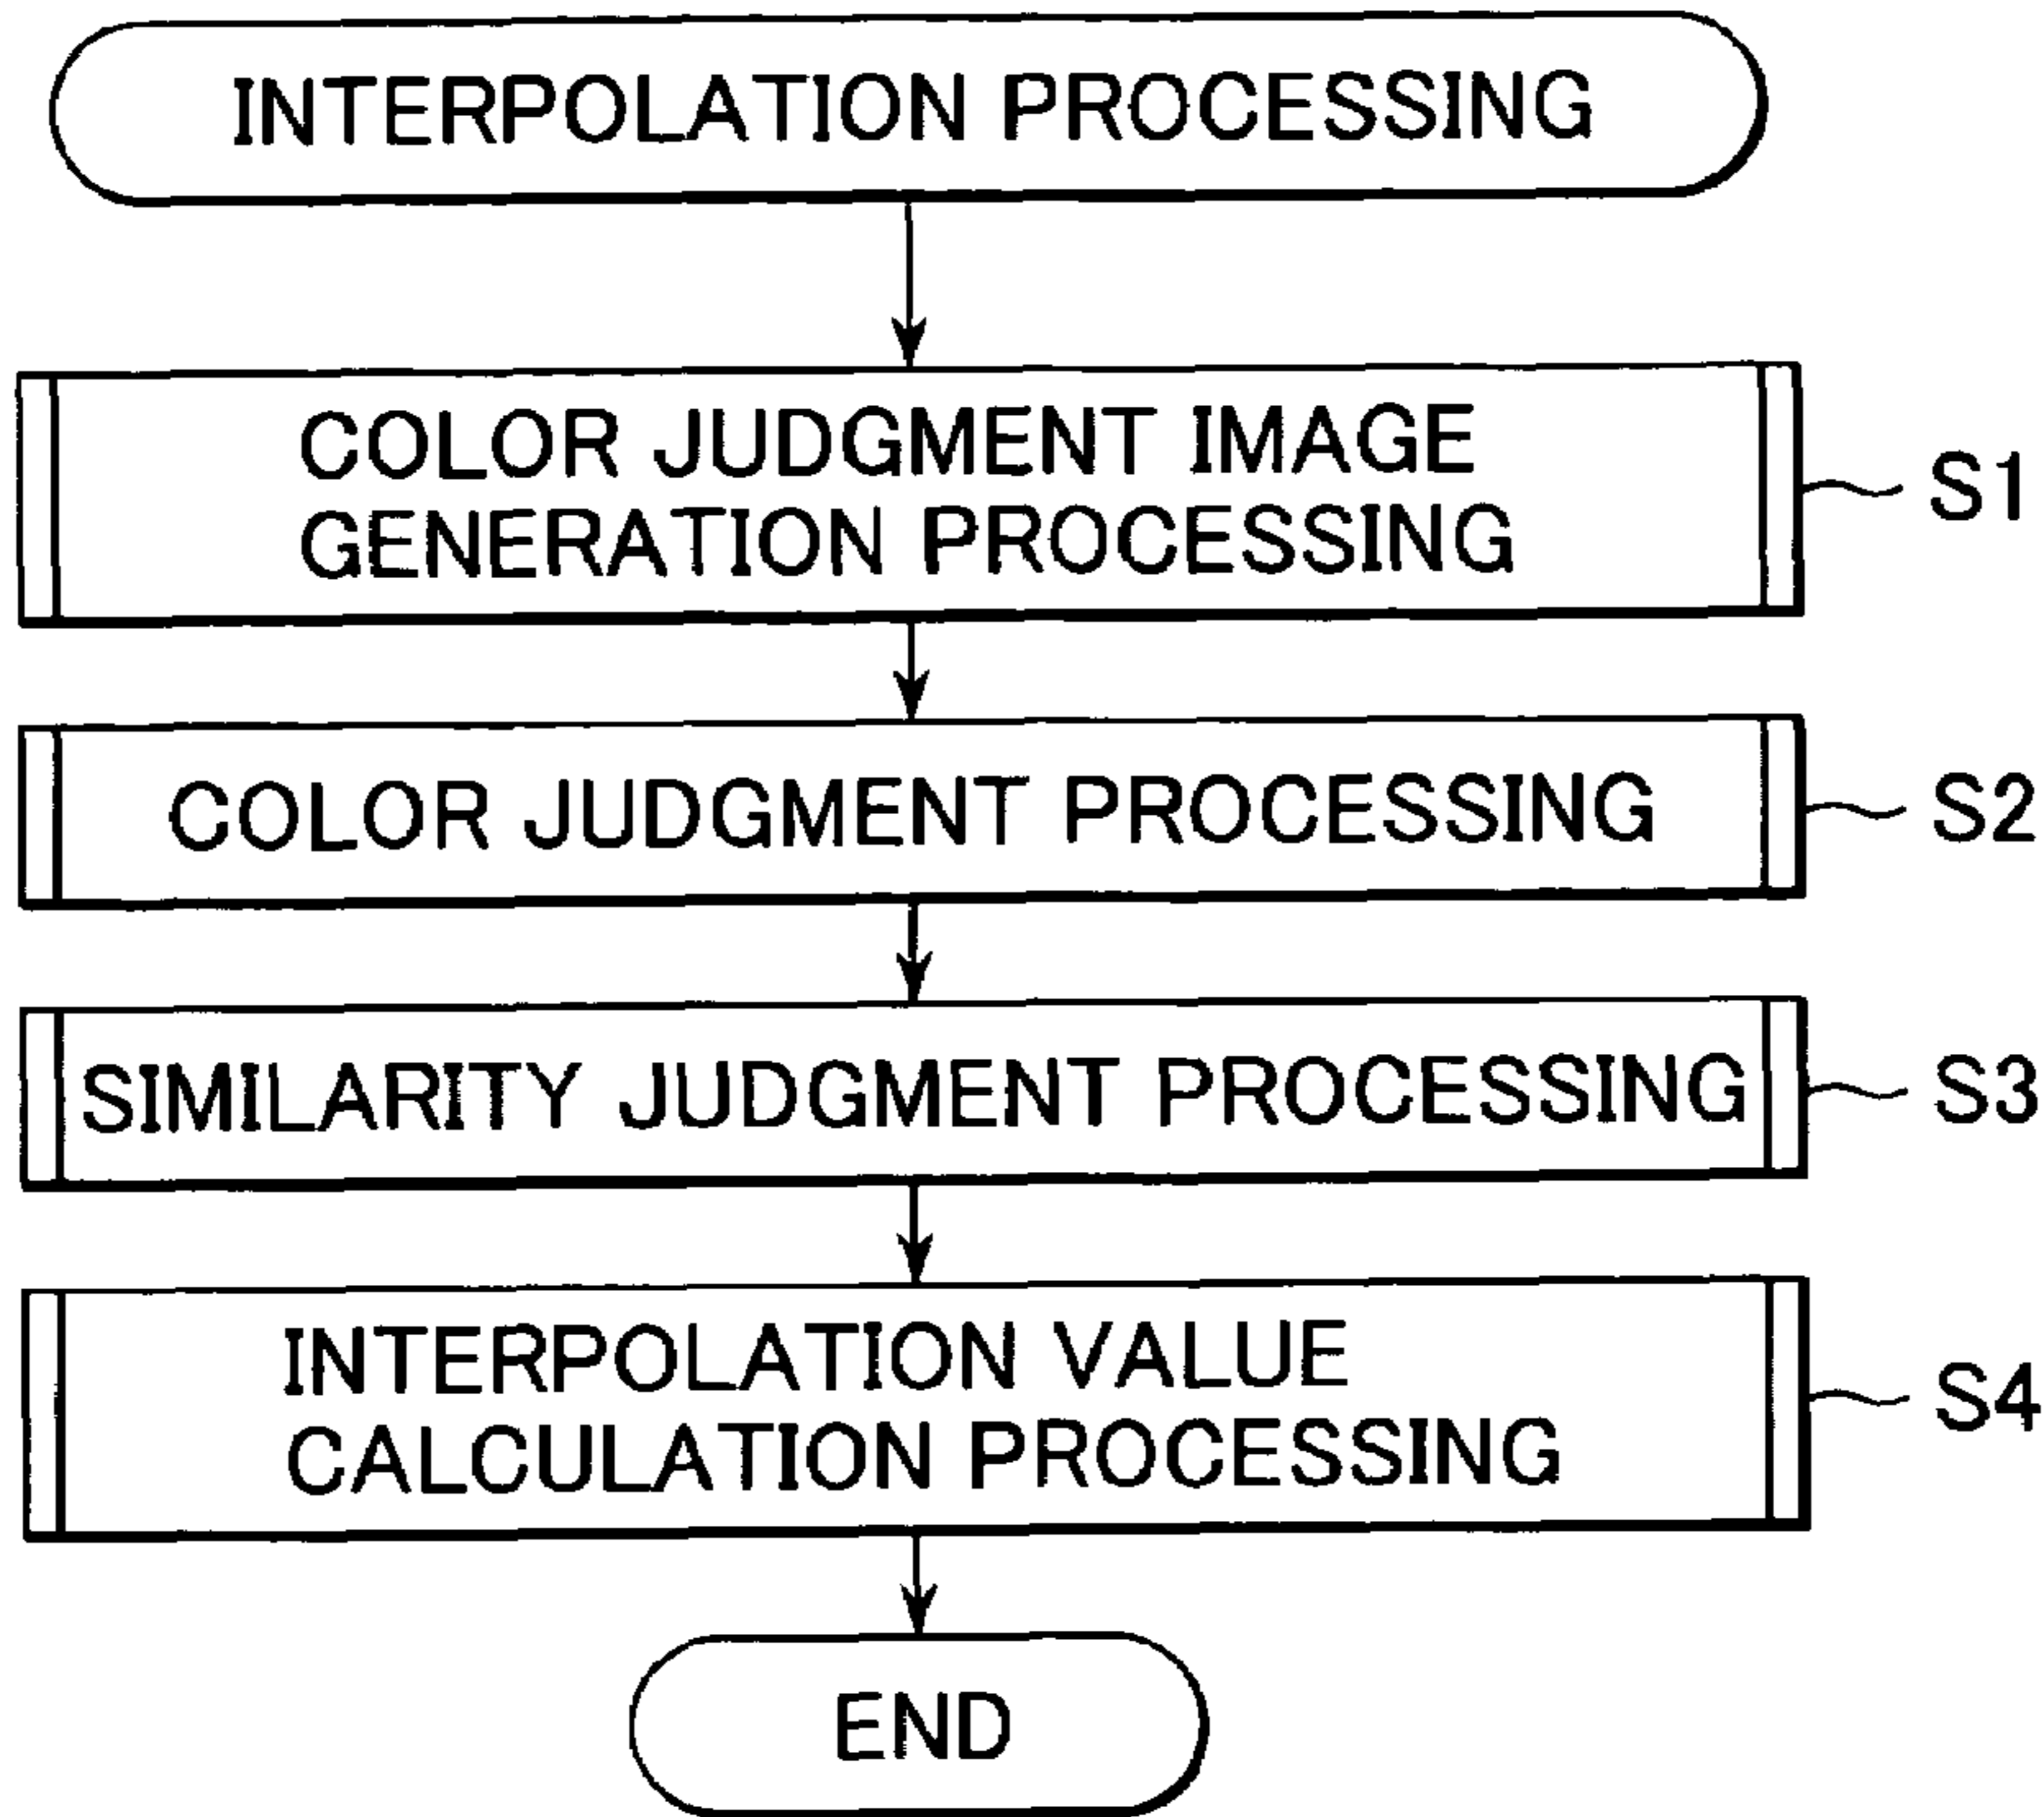 INTERPOLATION PROCESSING
COLOR JUDGMENT IMAGE
GENERATION PROCESSING
S1
COLOR JUDGMENT PROCESSING
S2
SIMILARITY JUDGMENT PROCESSING
S3
INTERPOLATION VALUE
CALCULATION PROCESSING
S4
END